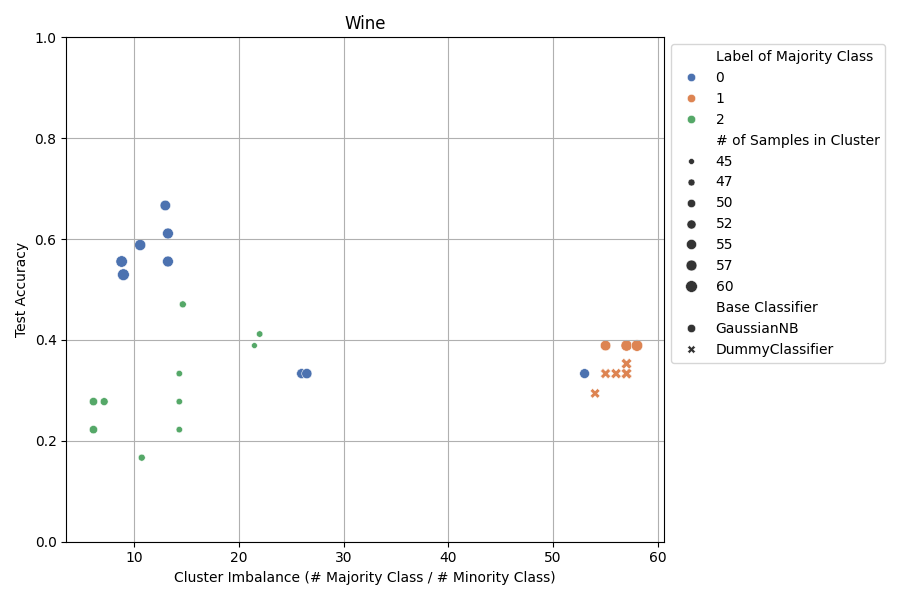 Wine
Test Accuracy
1.0
0.8
0.6
0.4
0.2
0.0
10
20
30
40
50
60
Cluster Imbalance (# Majority Class / # Minority Class)
Label of Majority Class
0
1
2
# of Samples in Cluster
45
47
50
52
55
57
60
Base Classifier
GaussianNB
DummyClassifier